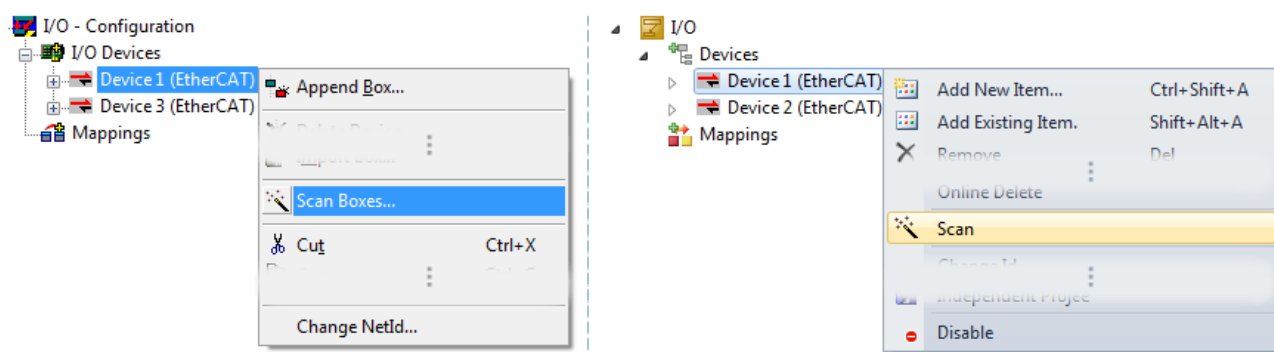 I/O - Configuration
I/O Devices
Device 1 (EtherCAT)
Device 3 (EtherCAT)
Mappings
Append Box...
Scan Boxes...
Cut Ctrl+X
Change NetId...
I/O
Devices
Device 1 (EtherCAT)
Device 2 (EtherCAT)
Mappings
Add New Item... Ctrl+Shift+A
Add Existing Item. Shift+Alt+A
Remove Del
Online Delete
Scan
Disable